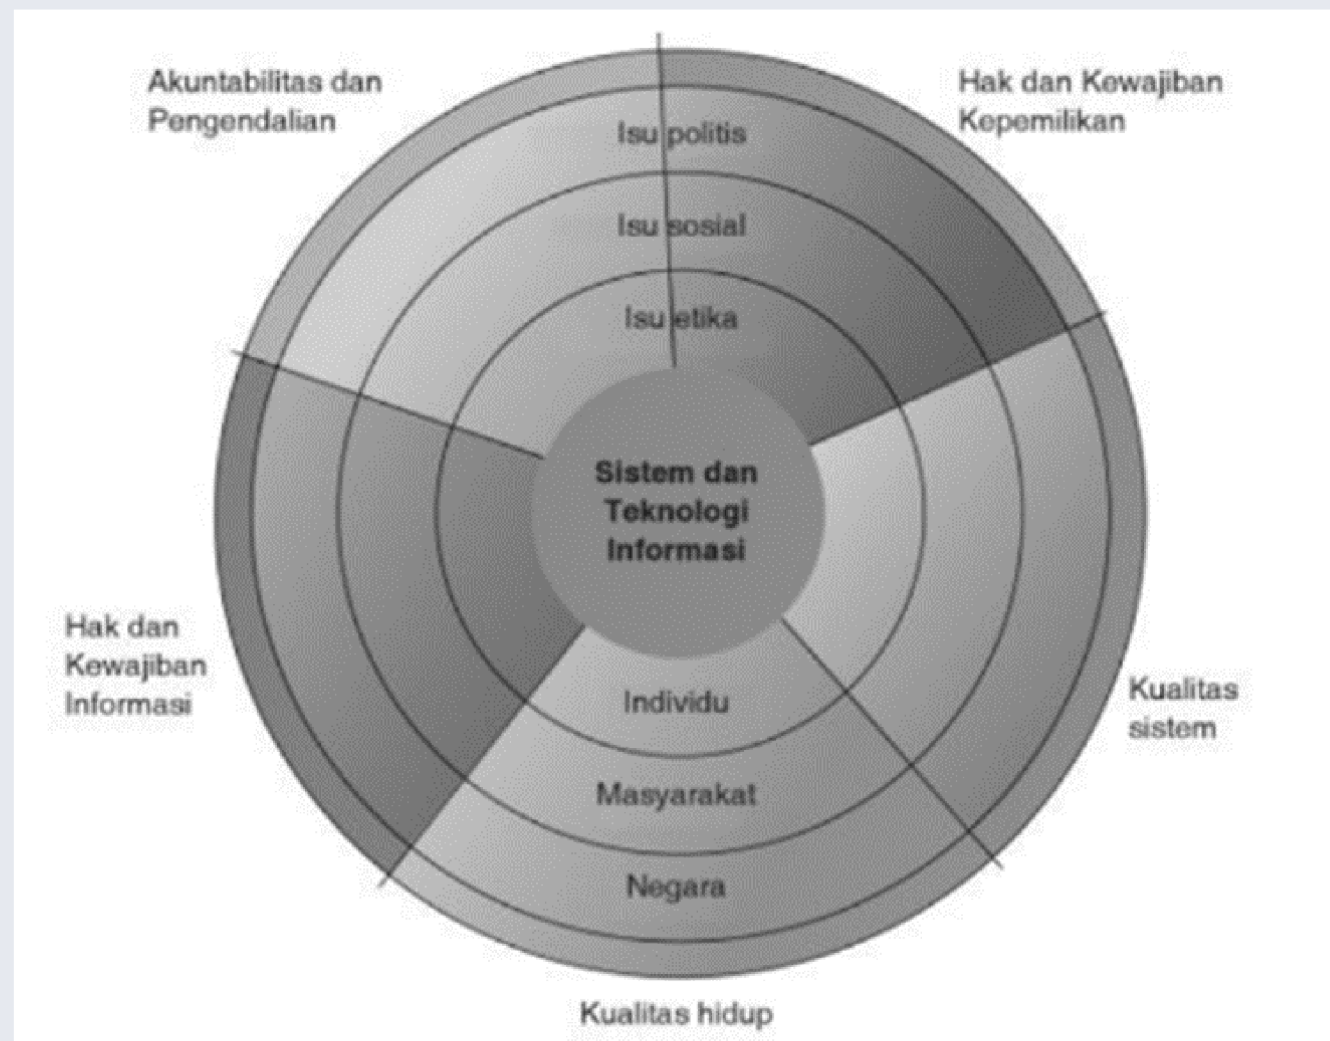 Akuntabilitas dan
Pengendalian
Hak dan Kewajiban
Kepemilikan
Isu politis
Isu sosial
Isu etika
Sistem dan
Teknologi
Informasi
Hak dan
Kewajiban
Informasi
Kualitas
sistem
Individu
Masyarakat
Negara
Kualitas hidup